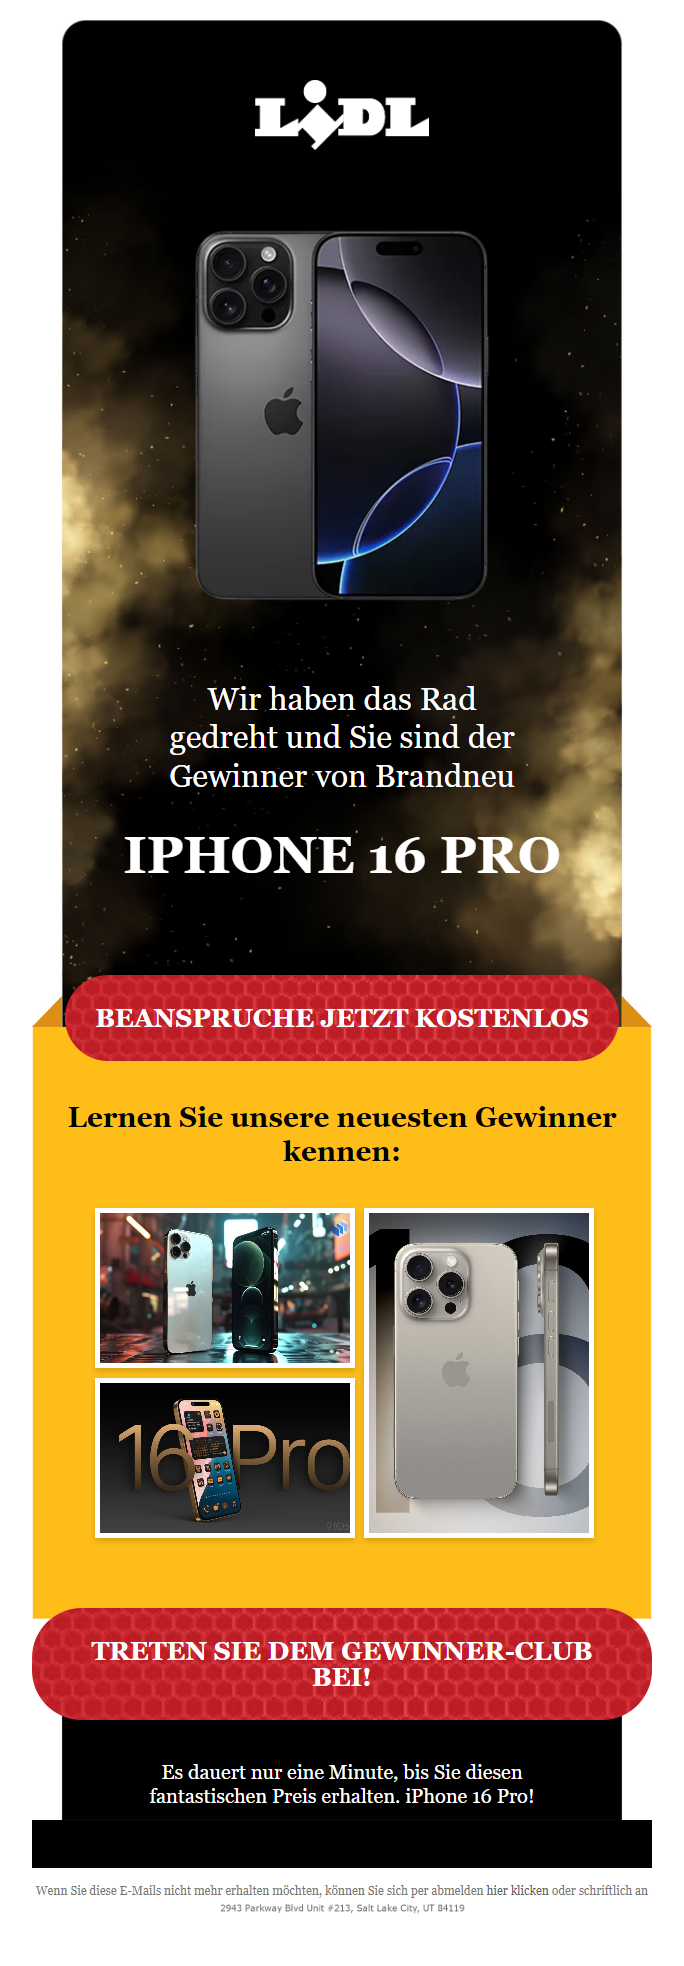 LIDL
Wir haben das Rad
gedreht und Sie sind der
Gewinner von Brandneu
IPHONE 16 PRO
BEANSPRUCHE JETZT KOSTENLOS
Lernen Sie unsere neuesten Gewinner
kennen:
16 Pro
TRETEN SIE DEM GEWINNER-CLUB
BEI!
Es dauert nur eine Minute, bis Sie diesen
fantastischen Preis erhalten. iPhone 16 Pro!
Wenn Sie diese E-Mails nicht mehr erhalten möchten, können Sie sich per abmelden hier klicken oder schriftlich an
2943 Parkway Blvd Unit #213, Salt Lake City, UT 84119